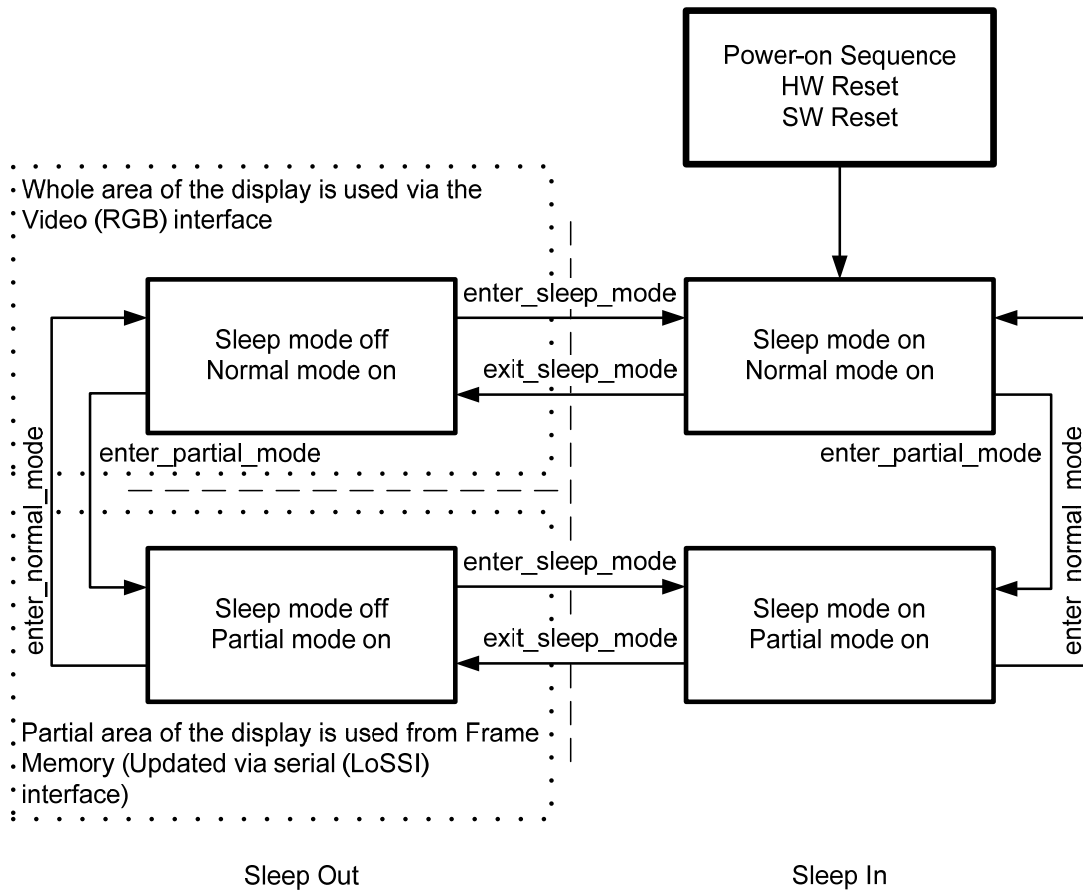 Power-on Sequence
HW Reset
SW Reset
Whole area of the display is used via the
Video (RGB) interface
enter_sleep_mode
Sleep mode off
Normal mode on
Sleep mode on
Normal mode on
exit_sleep_mode
enter_partial_mode
enter_partial_mode
enter_normal_mode
enter_normal_mode
enter_sleep_mode
Sleep mode off
Partial mode on
Sleep mode on
Partial mode on
exit_sleep_mode
Partial area of the display is used from Frame
Memory (Updated via serial (LoSSI)
interface)
Sleep Out
Sleep In